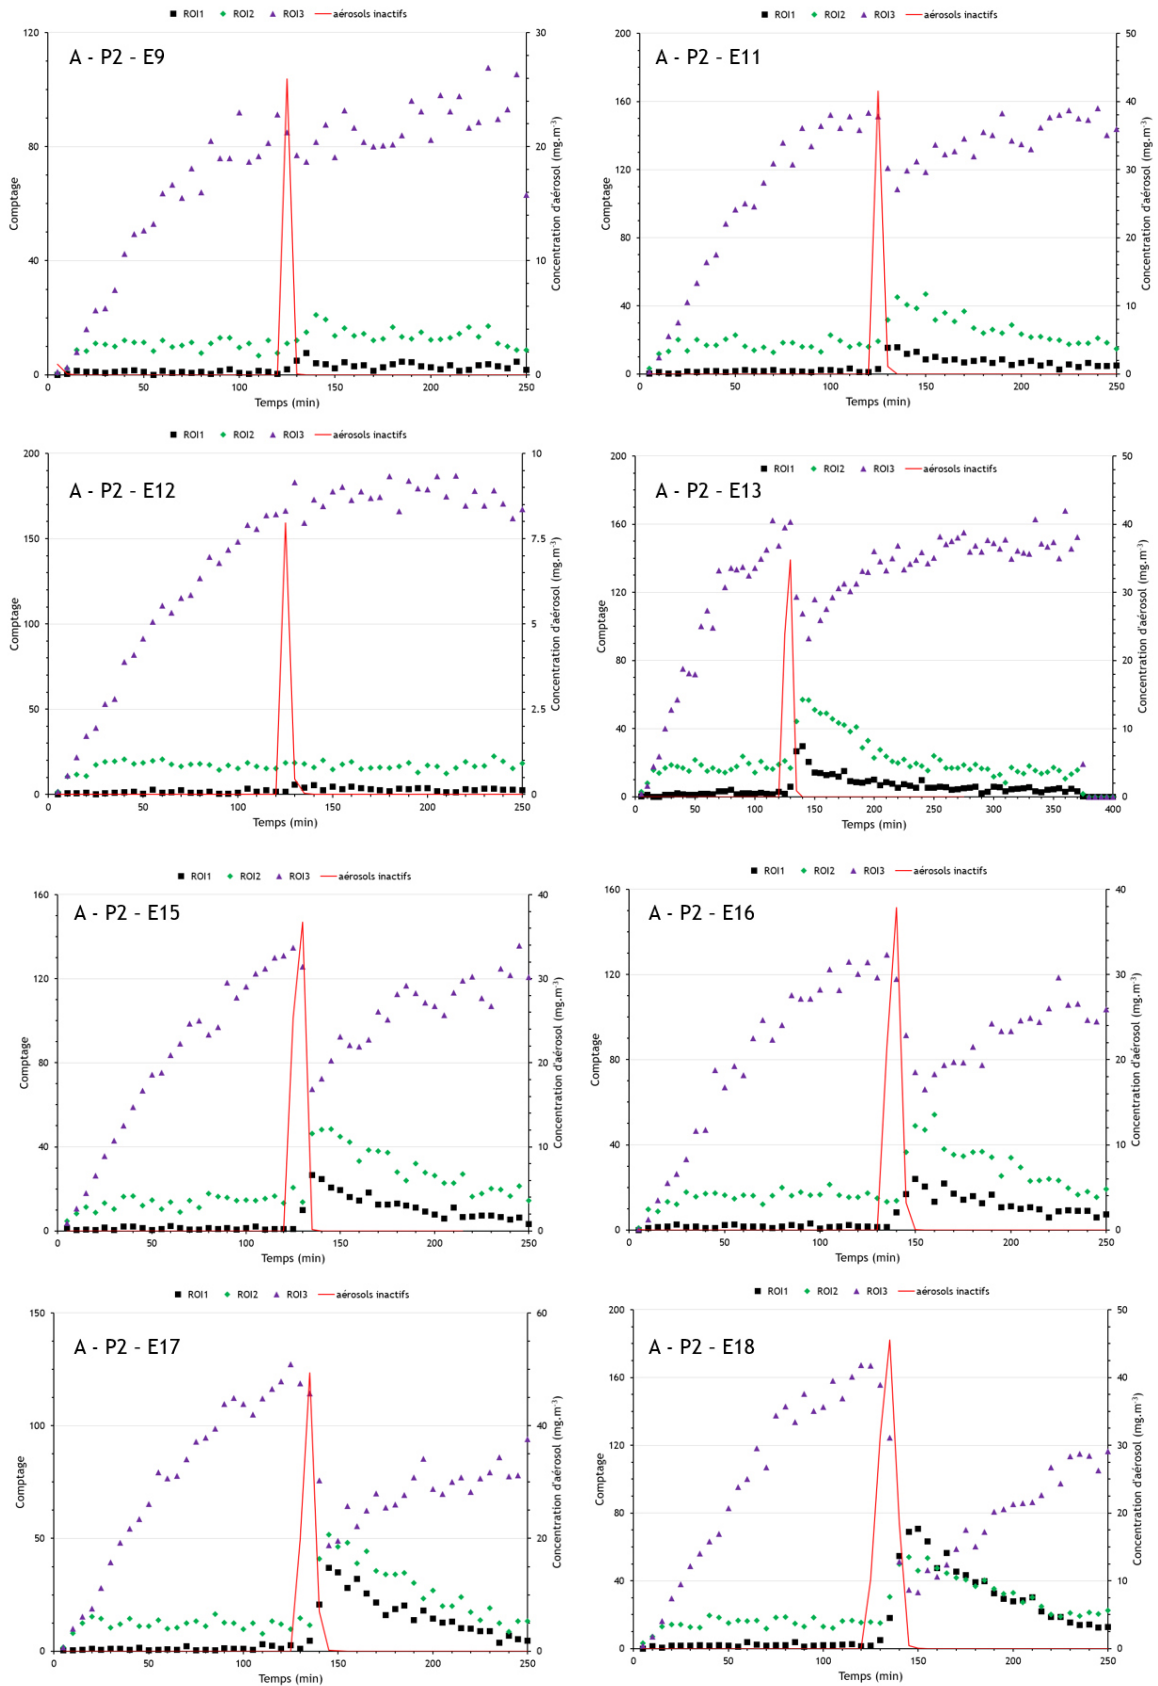 ROI1 ROI2 ROI3 aérosols inactifs
A - P2 - E9
120 80 40 0
30 20 10 0
0 50 100 150 200 250
Comptage
Concentration d'aérosol (mg.m⁻³)
Temps (min)
ROI1 ROI2 ROI3 aérosols inactifs
A - P2 - E11
200 160 120 80 40 0
50 40 30 20 10 0
0 50 100 150 200 250
Comptage
Concentration d'aérosol (mg.m⁻³)
Temps (min)
ROI1 ROI2 ROI3 aérosols inactifs
A - P2 - E12
200 150 100 50 0
10 7.5 5 2.5 0
0 50 100 150 200 250
Comptage
Concentration d'aérosol (mg.m⁻³)
Temps (min)
ROI1 ROI2 ROI3 aérosols inactifs
A - P2 - E13
200 160 120 80 40 0
50 40 30 20 10 0
0 50 100 150 200 250 300 350 400
Comptage
Concentration d'aérosol (mg.m⁻³)
Temps (min)
ROI1 ROI2 ROI3 aérosols inactifs
A - P2 - E15
160 120 80 40 0
40 30 20 10 0
0 50 100 150 200 250
Comptage
Concentration d'aérosol (mg.m⁻³)
Temps (min)
ROI1 ROI2 ROI3 aérosols inactifs
A - P2 - E16
160 120 80 40 0
40 30 20 10 0
0 50 100 150 200 250
Comptage
Concentration d'aérosol (mg.m⁻³)
Temps (min)
ROI1 ROI2 ROI3 aérosols inactifs
A - P2 - E17
150 100 50 0
60 40 20 0
0 50 100 150 200 250
Comptage
Concentration d'aérosol (mg.m⁻³)
Temps (min)
ROI1 ROI2 ROI3 aérosols inactifs
A - P2 - E18
200 160 120 80 40 0
50 40 30 20 10 0
0 50 100 150 200 250
Comptage
Concentration d'aérosol (mg.m⁻³)
Temps (min)